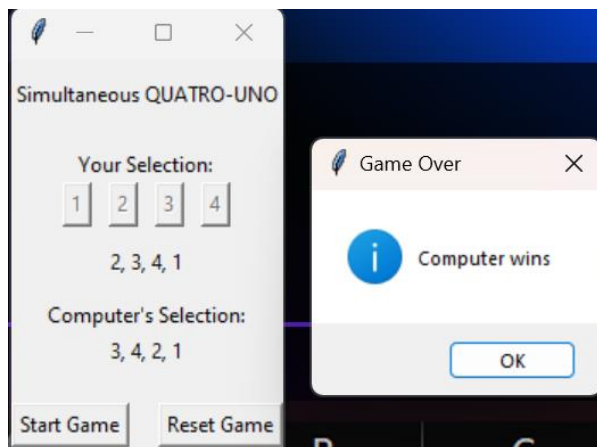 Simultaneous QUATRO-UNO
Your Selection:
1 2 3 4
2, 3, 4, 1
Computer's Selection:
3, 4, 2, 1
Start Game Reset Game
Game Over
Computer wins
OK